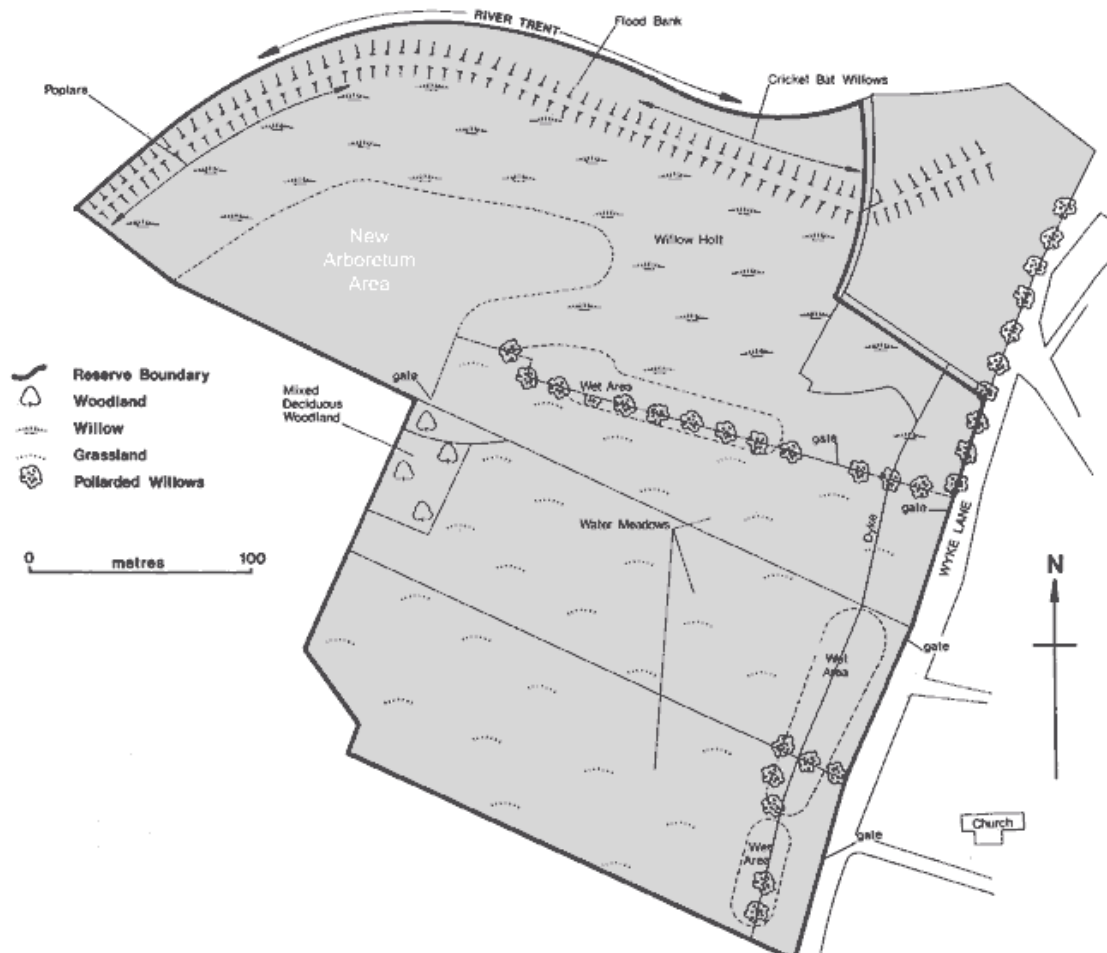 RIVER TRENT
Flood Bank
Poplars
Cricket Bat Willows
New
Arboretum
Area
Willow Holt
Reserve Boundary
Woodland
Willow
Grassland
Pollarded Willows
0 metres 100
gate
Mixed
Deciduous
Woodland
Wet Area
gate
gate
Water Meadows
Dyke
WYKE LANE
N
gate
Wet
Area
Church
gate
Wet
Area